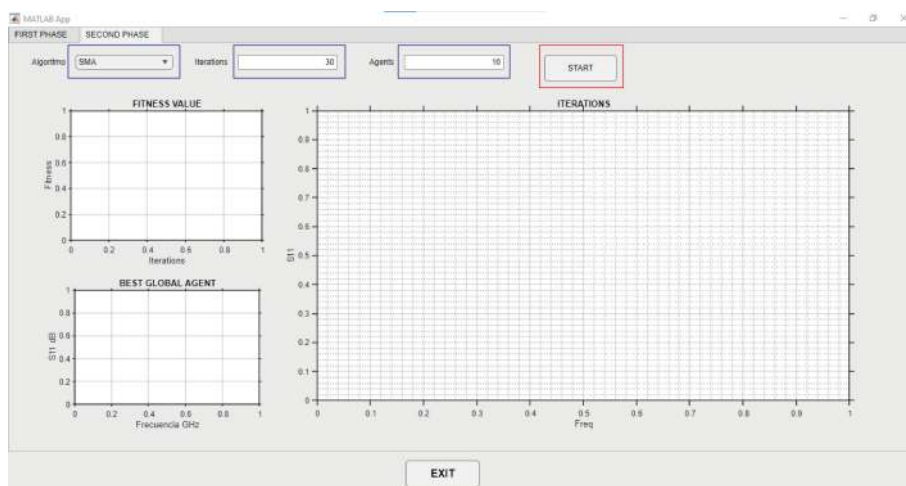 MATLAB App
FIRST PHASE SECOND PHASE
Algoritmo SMA Iterations 30 Agents 10 START
FITNESS VALUE
Fitness
1
0.8
0.6
0.4
0.2
0
0 0.2 0.4 0.6 0.8 1
Iterations
BEST GLOBAL AGENT
S11 dB
1
0.8
0.6
0.4
0.2
0
0 0.2 0.4 0.6 0.8 1
Frecuencia GHz
ITERATIONS
S11
1
0.9
0.8
0.7
0.6
0.5
0.4
0.3
0.2
0.1
0
0 0.1 0.2 0.3 0.4 0.5 0.6 0.7 0.8 0.9 1
Freq
EXIT